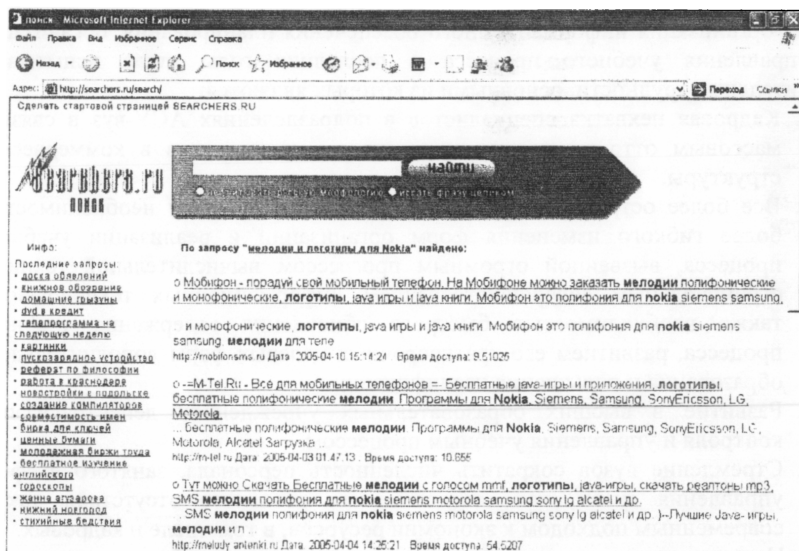 поиск - Microsoft Internet Explorer
Файл Правка Вид Избранное Сервис Справка
Назад Поиск Избранное
Адрес: http://searchers.ru/search/ Переход Ссылки »
Сделать стартовой страницей SEARCHERS.RU
searchers.ru
поиск
найти
морфологию искать фразу целиком
Инфо:
Последние запросы:
• доска обявлений
• книжное обозрение
• домашние грызуны
• dvd в кредит
• телепрограмма на
следующую неделю
• картинки
• пускозарядное устройство
• реферат по философии
• работа в краснодаре
• новостройки в подольске
• создание компиляторов
• совместимость имен
• бирка для ключей
• ценные бумаги
• молодажная биржи труда
• бесплатное изучение
английского
• гороскопы
• жанна агузарова
• нижний новгород
• стихийные бедствия
По запросу "мелодии и логотипы для Nokia" найдено:
o Мобифон - порадуй свой мобильный телефон. На Мобифоне можно заказать мелодии полифонические
и монофонические, логотипы, java игры и java книги. Мобифон это полифония для nokia siemens samsung,
и монофонические, логотипы, java игры и java книги. Мобифон это полифония для nokia siemens
samsung, мелодии для теле
http://mobifonsms.ru Дата: 2005-04-10 15:14:24 Время доступа: 9.51025
o -=M-Tel.Ru - Все для мобильных телефонов =- Бесплатные java-игры и приложения, логотипы,
бесплатные полифонические мелодии. Программы для Nokia, Siemens, Samsung, SonyEricsson, LG,
Motorola.
... Бесплатные полифонические мелодии. Программы для Nokia, Siemens, Samsung, SonyEricsson, LG,
Motorola, Alcatel Загрузка
http://m-tel.ru Дата: 2005-04-03 01:47:13 Время доступа: 10.856
o Тут можно Скачать Бесплатные мелодии с голосом mmf, логотипы, java-игры, скачать реалтоны mp3,
SMS мелодии полифония для nokia siemens motorola samsung sony lg alcatel и др.
. SMS мелодии полифония для nokia siemens motorola samsung sony lg alcatel и др. }--Лучшие Java- игры,
мелодии и л
http://melody.anlenki.ru Дата: 2005-04-04 14:25:21 Время доступа: 54.5207